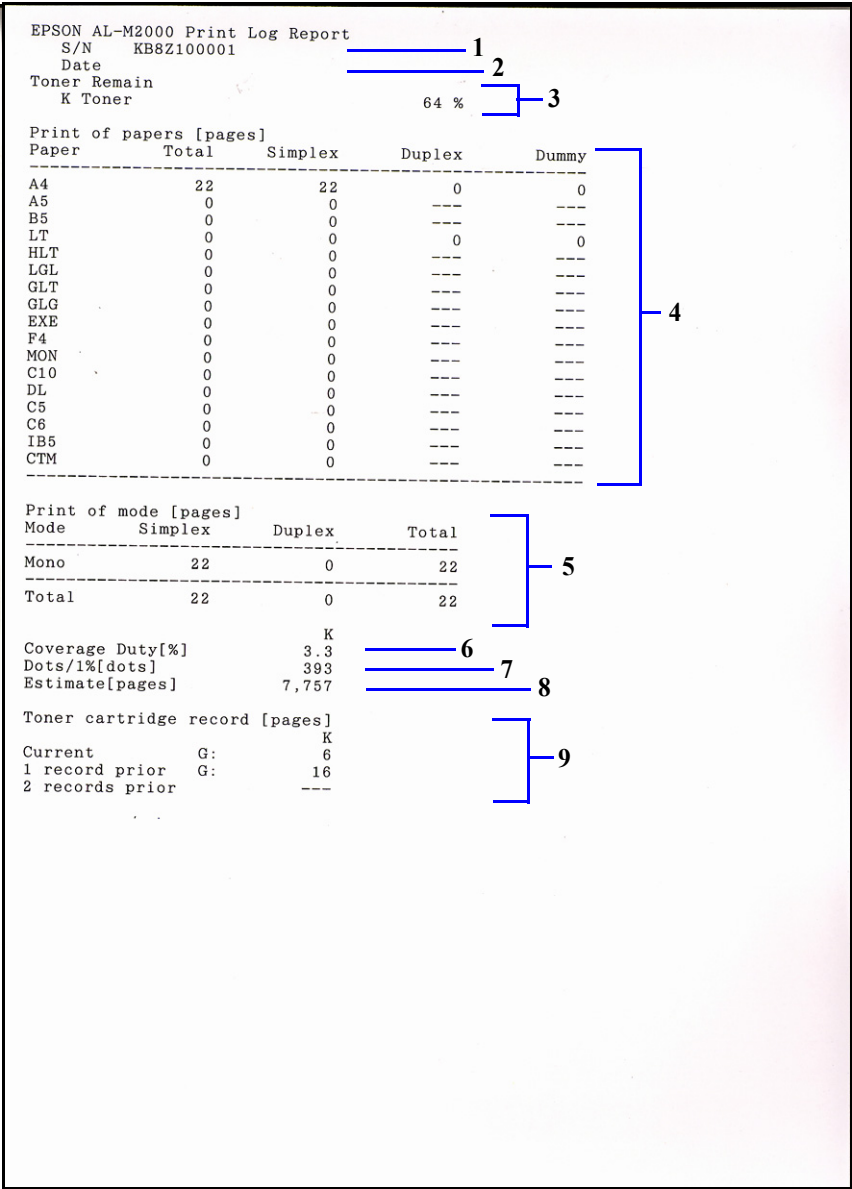 EPSON AL-M2000 Print Log Report
S/N KB8Z100001 1
Date 2
Toner Remain
K Toner 64 % 3
Print of papers [pages]
Paper Total Simplex Duplex Dummy
A4 22 22 0 0
A5 0 0 --- ---
B5 0 0 --- ---
LT 0 0 0 0
HLT 0 0 --- ---
LGL 0 0 --- ---
GLT 0 0 --- ---
GLG 0 0 --- ---
EXE 0 0 --- ---
F4 0 0 --- ---
MON 0 0 --- ---
C10 0 0 --- ---
DL 0 0 --- ---
C5 0 0 --- ---
C6 0 0 --- ---
IB5 0 0 --- ---
CTM 0 0 --- ---
4
Print of mode [pages]
Mode Simplex Duplex Total
Mono 22 0 22
5
Total 22 0 22
K
Coverage Duty[%] 3.3 6
Dots/1%[dots] 393 7
Estimate[pages] 7,757 8
Toner cartridge record [pages]
K
Current G: 6
9
1 record prior G: 16
2 records prior ---